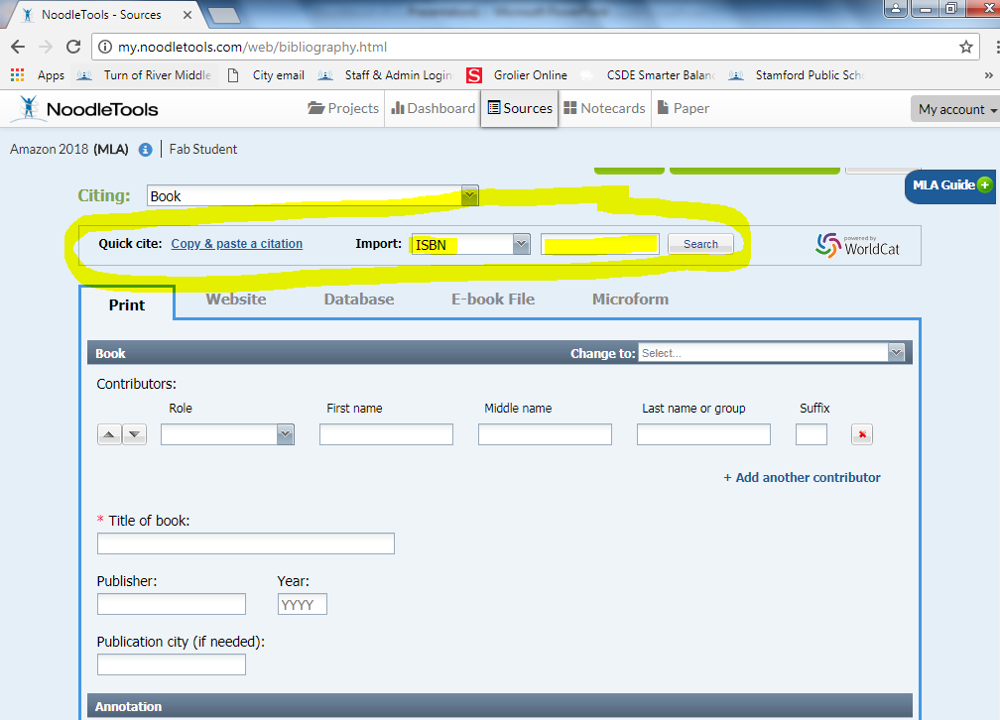 Presentation1 - Microsoft PowerPoint
NoodleTools - Sources
my.noodletools.com/web/bibliography.html
Apps Turn of River Middle City email Staff & Admin Login Grolier Online CSDE Smarter Balanc Stamford Public Scho »
NoodleTools Projects Dashboard Sources Notecards Paper My account
Amazon 2018 (MLA) Fab Student
MLA Guide
Citing: Book
Quick cite: Copy & paste a citation Import: ISBN Search powered by WorldCat
Print Website Database E-book File Microform
Book Change to: Select...
Contributors:
Role First name Middle name Last name or group Suffix
+ Add another contributor
* Title of book:
Publisher: Year:
YYYY
Publication city (if needed):
Annotation